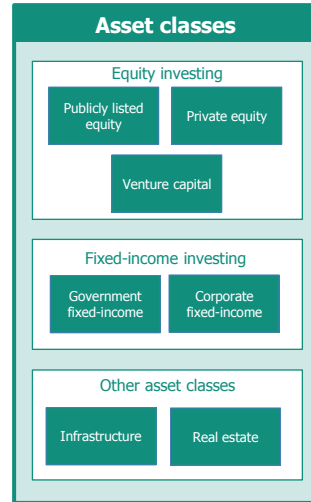 Asset classes
Equity investing
Publicly listed
equity
Private equity
Venture capital
Fixed-income investing
Government
fixed-income
Corporate
fixed-income
Other asset classes
Infrastructure
Real estate